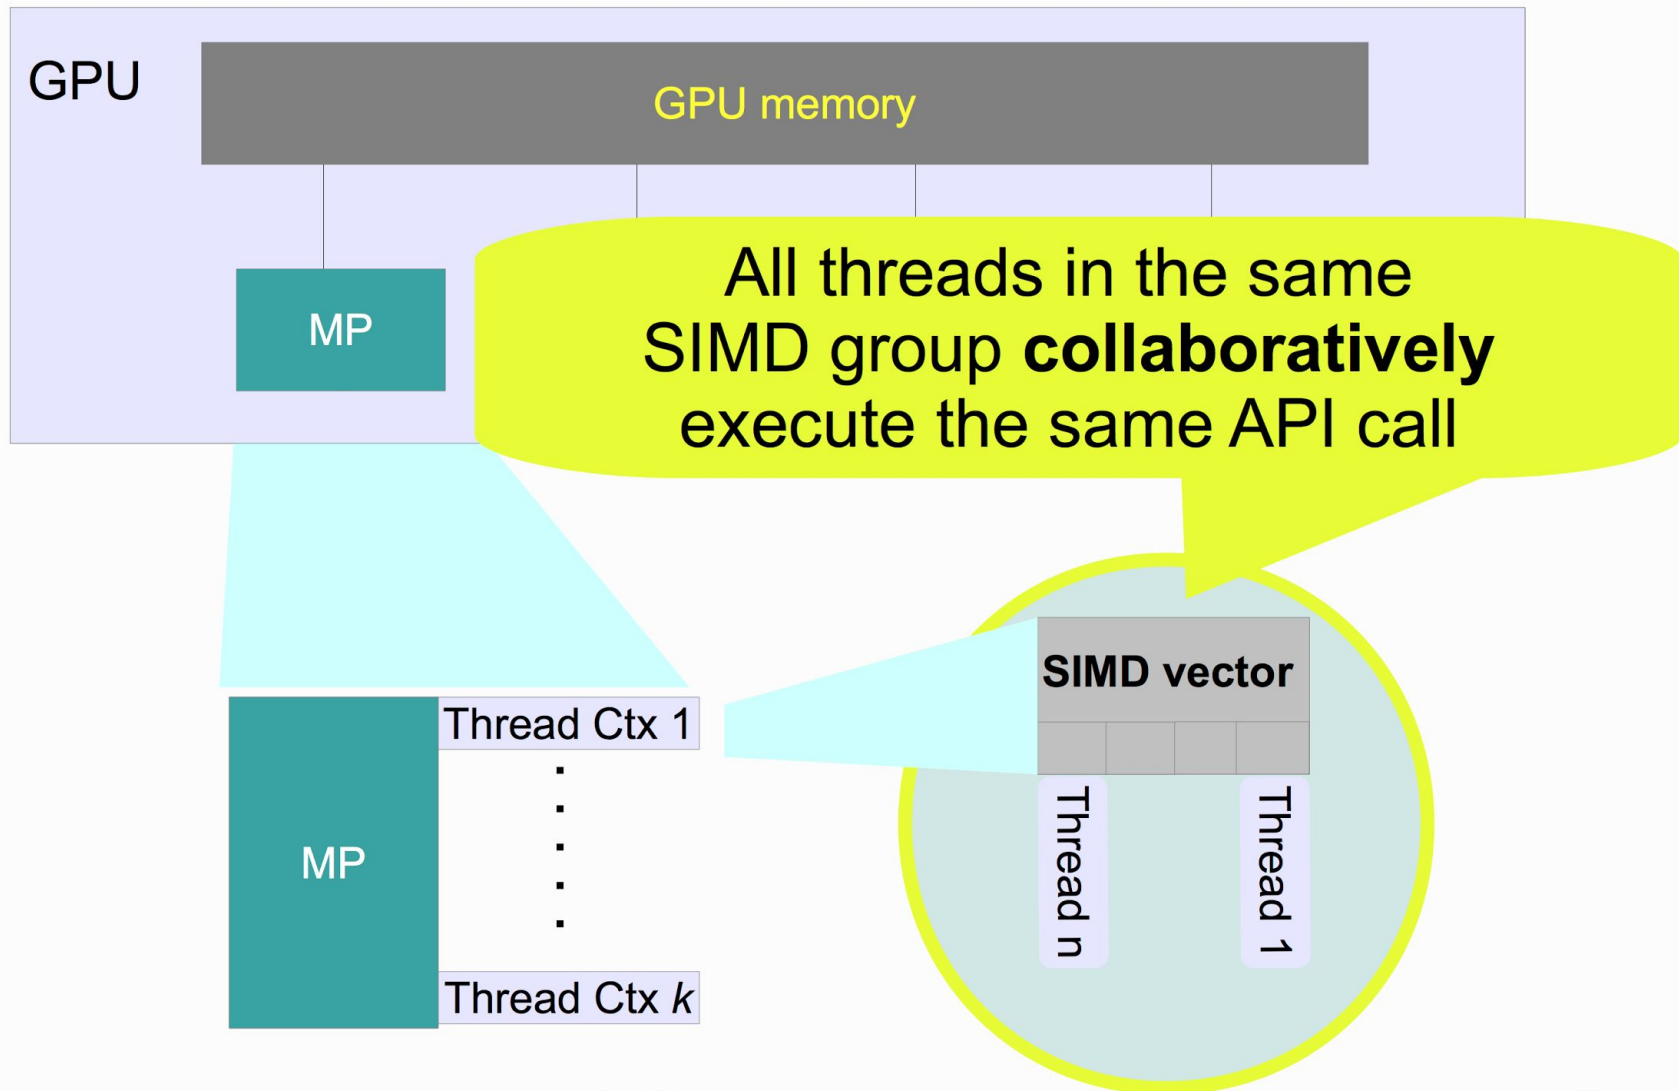 GPU
GPU memory
MP
All threads in the same
SIMD group collaboratively
execute the same API call
SIMD vector
Thread n
Thread 1
MP
Thread Ctx 1
Thread Ctx k